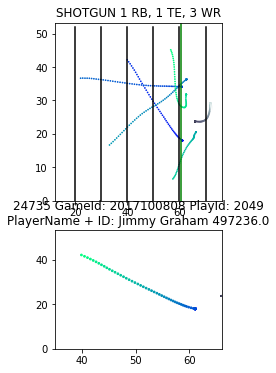 SHOTGUN 1 RB, 1 TE, 3 WR
50
40
30
20
10
0
20 40 60
24735 GameId: 2017100808 PlayId: 2049
PlayerName + ID: Jimmy Graham 497236.0
40
20
0
40 50 60